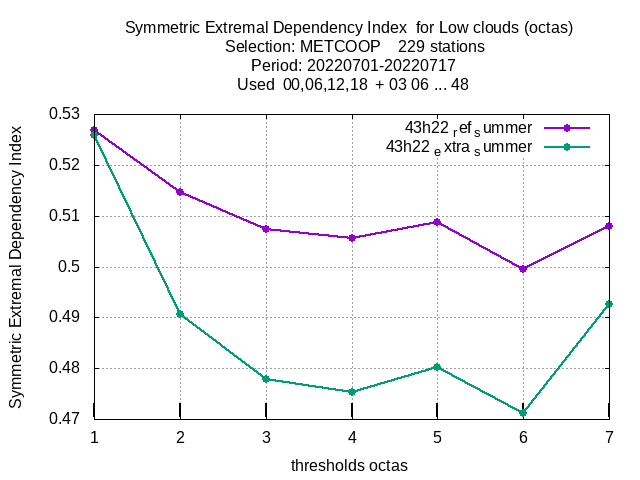 Symmetric Extremal Dependency Index  for Low clouds (octas)
Selection: METCOOP    229 stations
Period: 20220701-20220717
Used  00,06,12,18  + 03 06 ... 48
0.53
0.52
0.51
0.5
0.49
0.48
0.47
Symmetric Extremal Dependency Index
43h22 ref summer
43h22 extra summer
1 2 3 4 5 6 7
thresholds octas